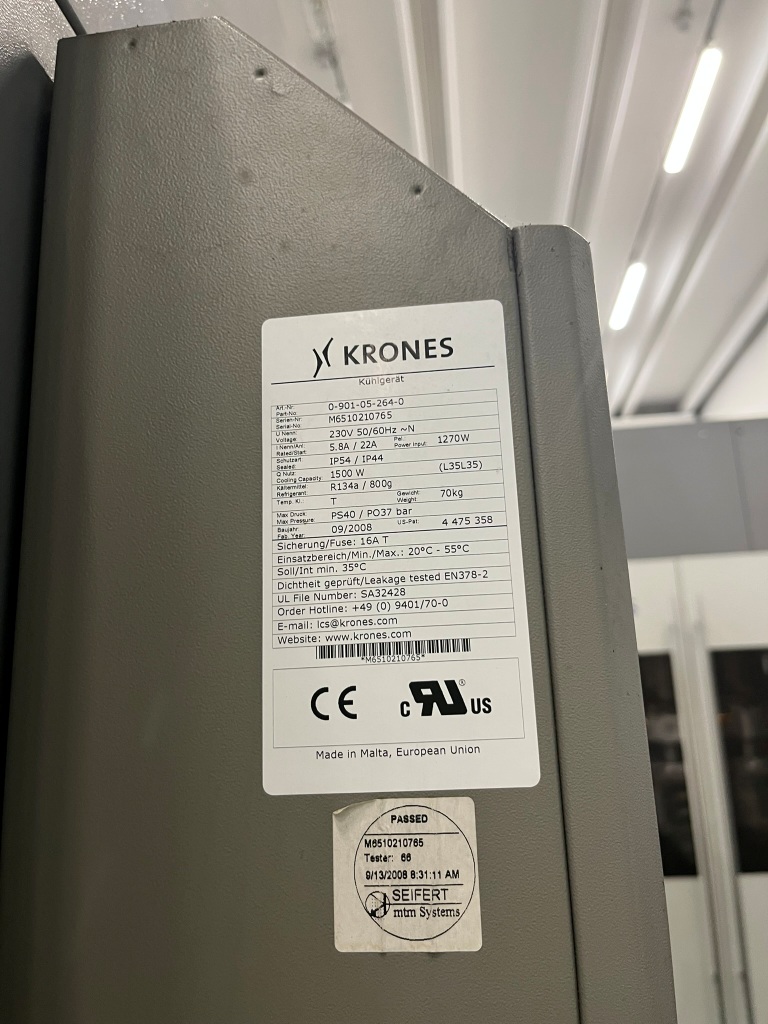 KRONES
Kühlgerät
Art.-Nr.
Part-No: 0-901-05-264-0
Serien-Nr:
Serial-No: M6510210765
U Nenn:
Voltage: 230V 50/60Hz ~N
I Nenn/Anl:
Rated/Start: 5.8A / 22A Pel.:
Power input: 1270W
Schutzart:
Sealed: IP54 / IP44
Q Nutz:
Cooling Capacity: 1500 W (L35L35)
Kältemittel:
Refrigerant: R134a / 800g
Temp. Kl.: T Gewicht:
Weight: 70kg
Max Druck:
Max Pressure: PS40 / PO37 bar
Baujahr:
Fab. Year: 09/2008 US-Pat: 4 475 358
Sicherung/Fuse: 16A T
Einsatzbereich/Min./Max.: 20°C - 55°C
Soll/Int min. 35°C
Dichtheit geprüft/Leakage tested EN378-2
UL File Number: SA32428
Order Hotline: +49 (0) 9401/70-0
E-mail: lcs@krones.com
Website: www.krones.com
*M6510210765*
CE c RU ® US
Made in Malta, European Union
PASSED
M6510210765
Tester: 66
9/13/2008 8:31:11 AM
SEIFERT
mtm Systems